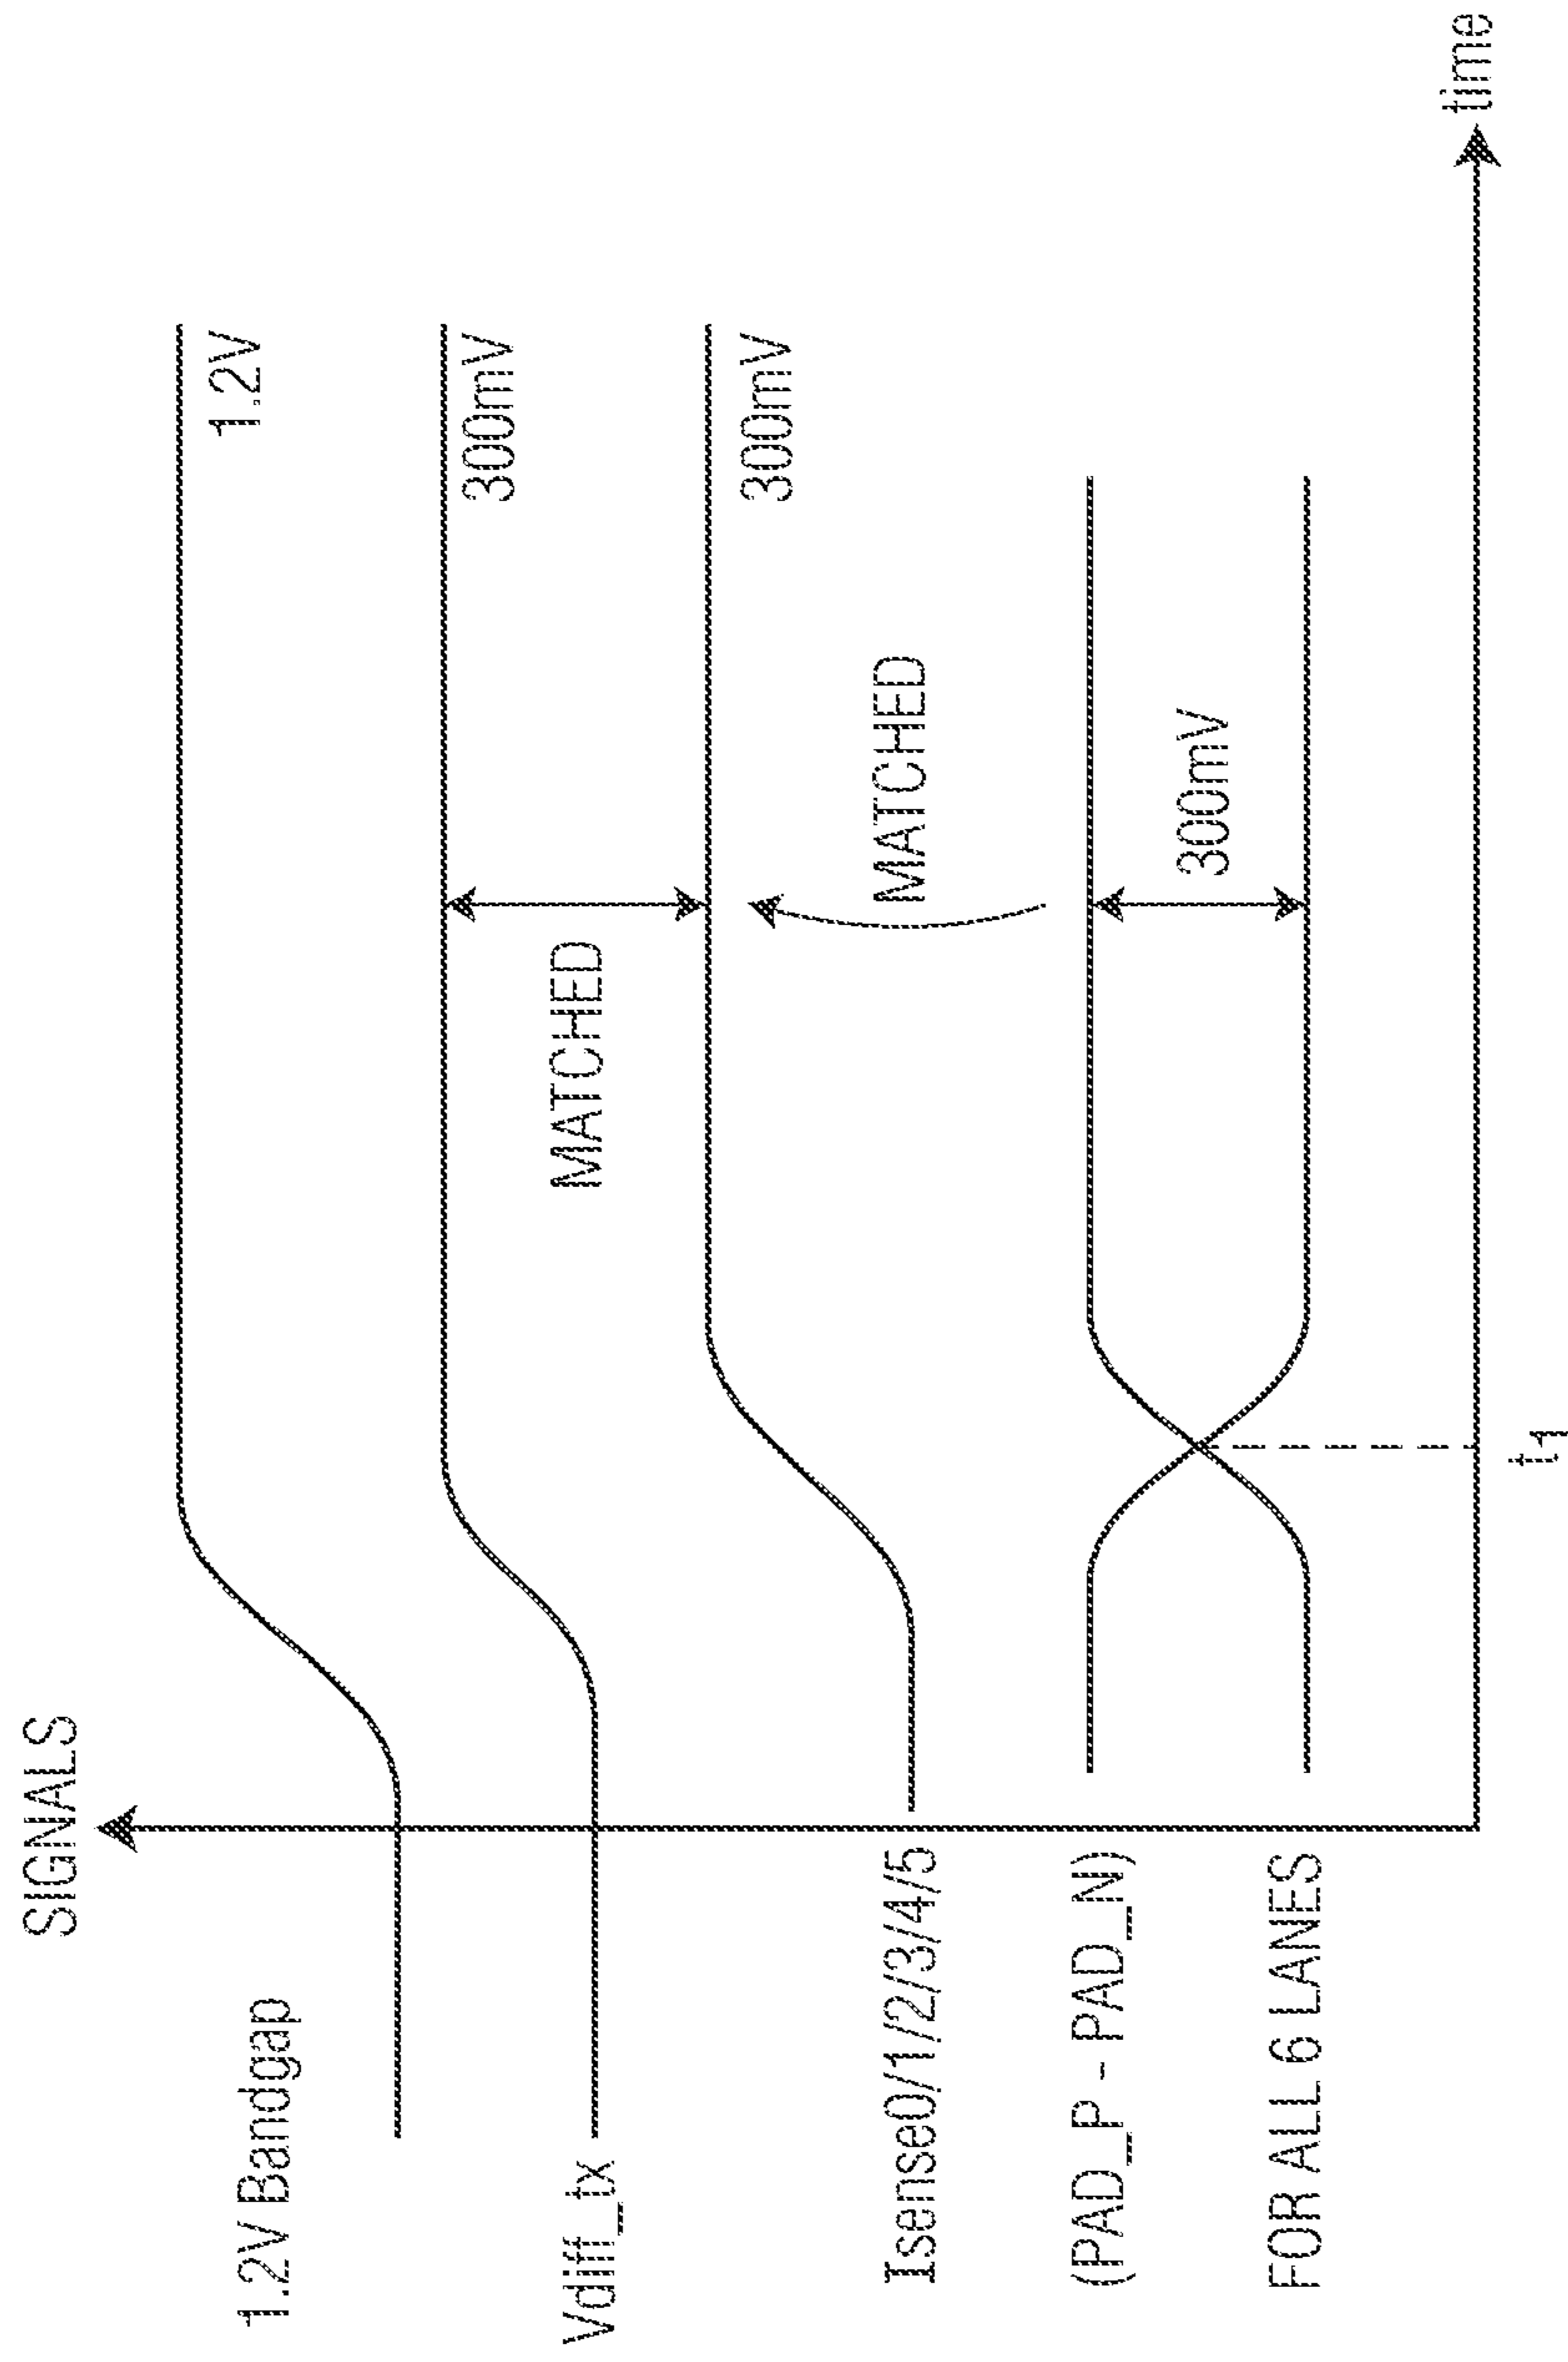 SIGNALS
1.2V Bandgap
1.2V
Vdiff_tx
300mV
MATCHED
Isense0/1/2/3/4/5
300mV
MATCHED
(PAD_P - PAD_N)
FOR ALL 6 LANES
300mV
t1
time